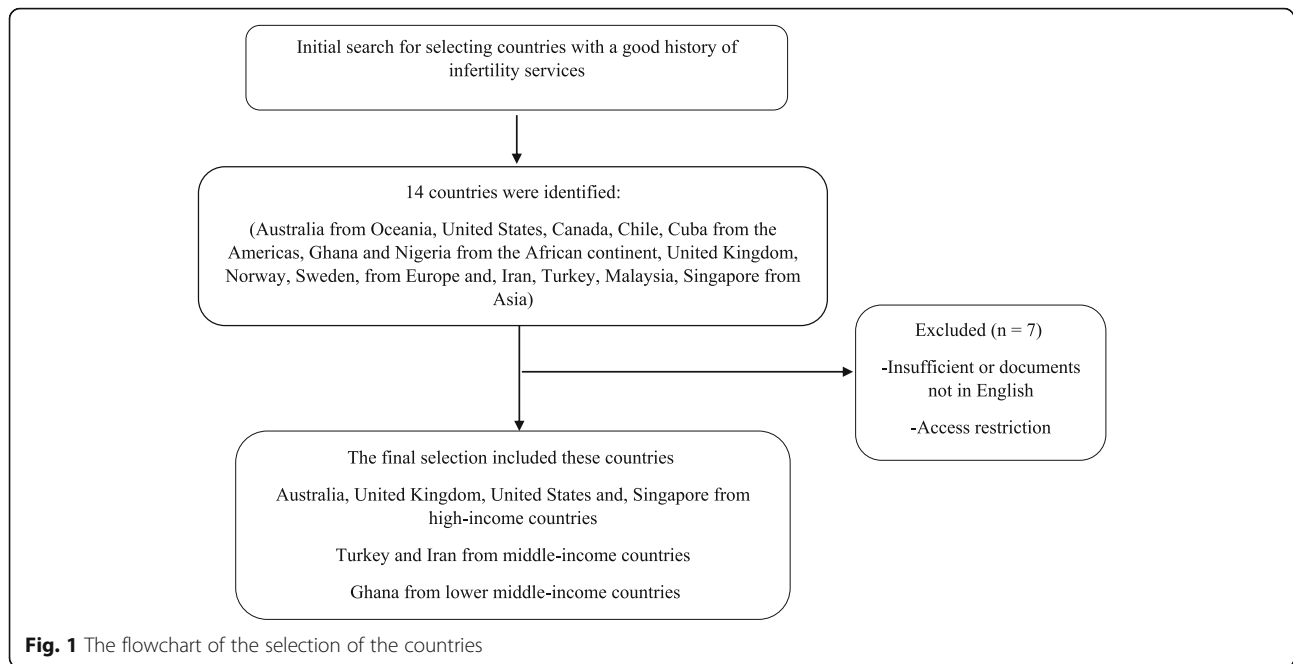 Initial search for selecting countries with a good history of
infertility services
14 countries were identified:
(Australia from Oceania, United States, Canada, Chile, Cuba from the
Americas, Ghana and Nigeria from the African continent, United Kingdom,
Norway, Sweden, from Europe and, Iran, Turkey, Malaysia, Singapore from
Asia)
Excluded (n = 7)
-Insufficient or documents
not in English
-Access restriction
The final selection included these countries
Australia, United Kingdom, United States and, Singapore from
high-income countries
Turkey and Iran from middle-income countries
Ghana from lower middle-income countries
Fig. 1 The flowchart of the selection of the countries